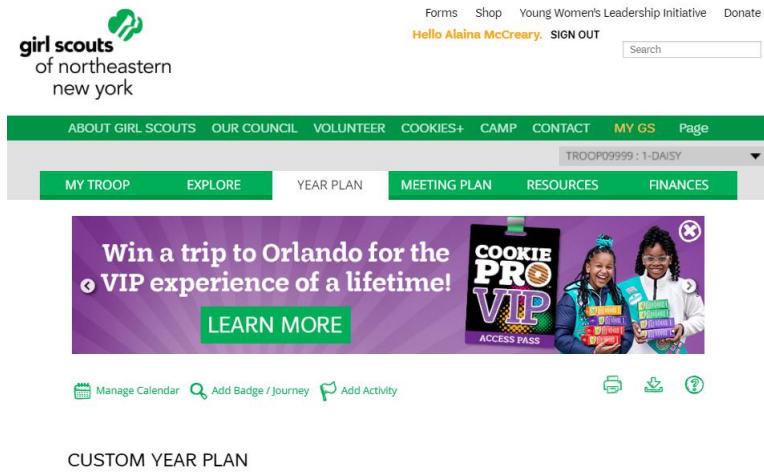 Forms Shop Young Women's Leadership Initiative Donate
Hello Alaina McCreary. SIGN OUT
Search
girl scouts
of northeastern
new york
ABOUT GIRL SCOUTS OUR COUNCIL VOLUNTEER COOKIES+ CAMP CONTACT MY GS Page
TROOP09999 : 1-DAISY
MY TROOP EXPLORE YEAR PLAN MEETING PLAN RESOURCES FINANCES
Win a trip to Orlando for the
VIP experience of a lifetime!
LEARN MORE
COOKIE
PRO
VIP
ACCESS PASS
Manage Calendar Add Badge / Journey Add Activity
CUSTOM YEAR PLAN